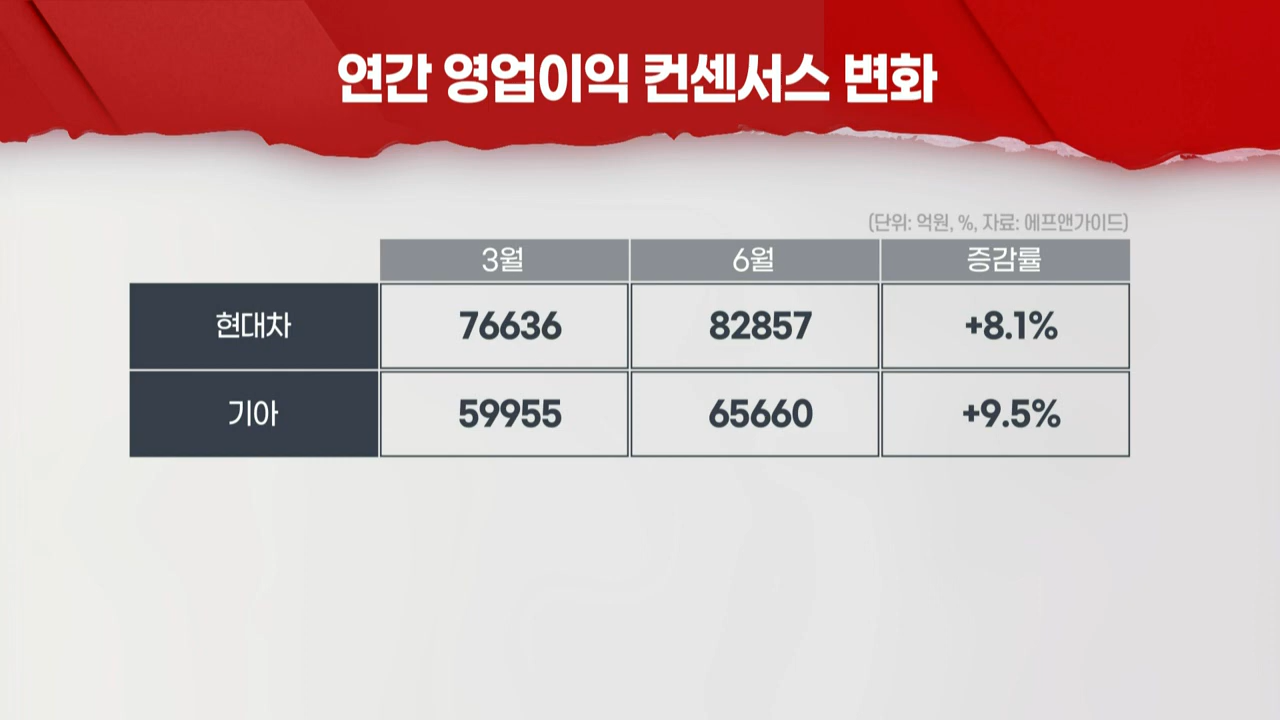 연간 영업이익 컨센서스 변화
(단위: 억원, %, 자료: 에프앤가이드)
3월 6월 증감률
현대차 76636 82857 +8.1%
기아 59955 65660 +9.5%